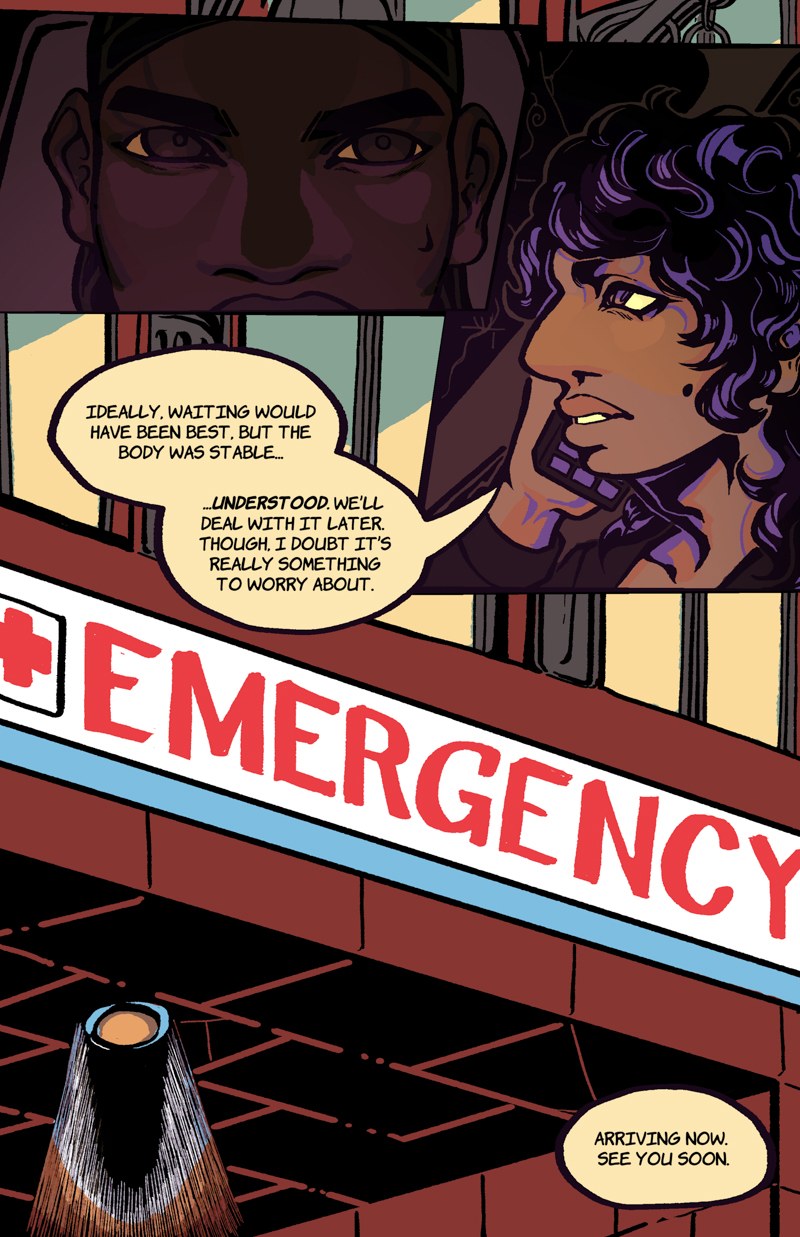 IDEALLY, WAITING WOULD
HAVE BEEN BEST, BUT THE
BODY WAS STABLE...
...UNDERSTOOD. WE'LL
DEAL WITH IT LATER.
THOUGH, I DOUBT IT'S
REALLY SOMETHING
TO WORRY ABOUT.
EMERGENCY
ARRIVING NOW.
SEE YOU SOON.